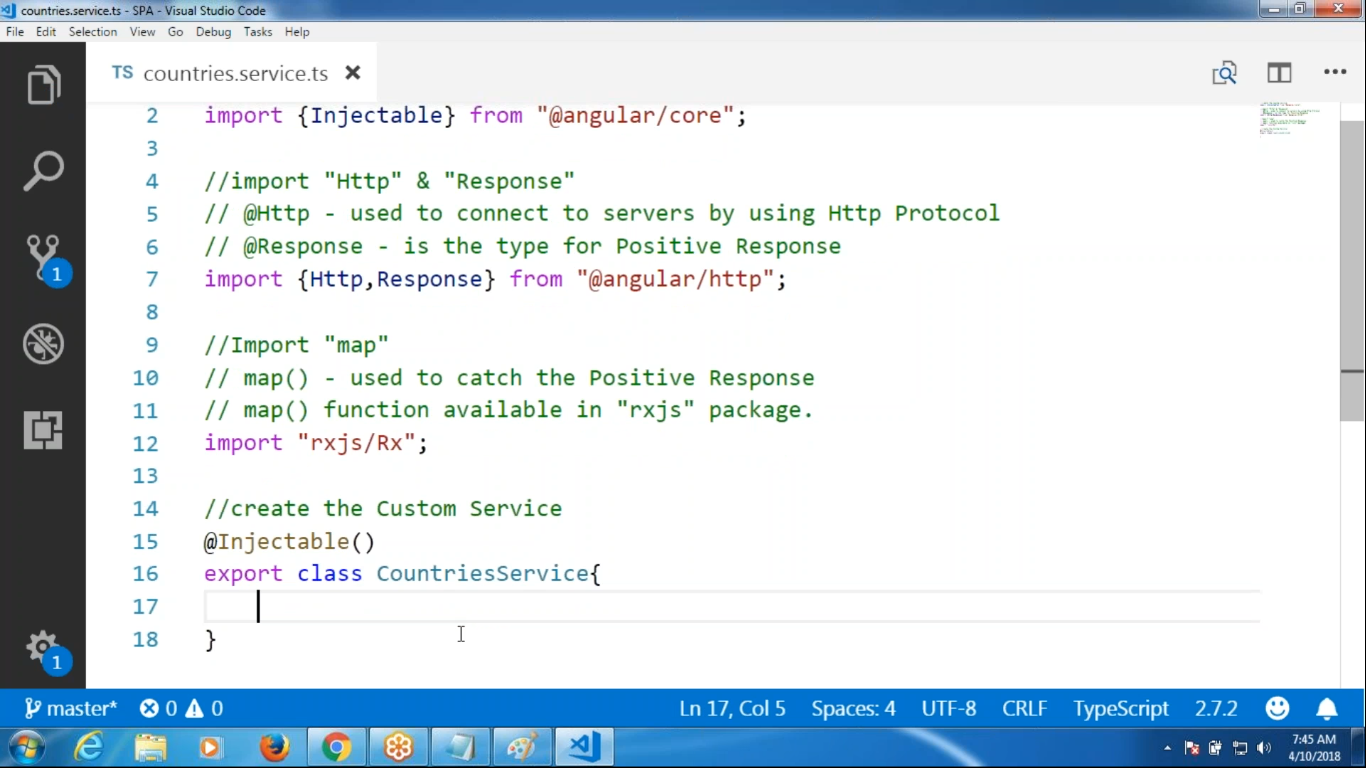 countries.service.ts - SPA - Visual Studio Code
File Edit Selection View Go Debug Tasks Help
TS countries.service.ts
2 import {Injectable} from "@angular/core";
3
4 //import "Http" & "Response"
5 // @Http - used to connect to servers by using Http Protocol
6 // @Response - is the type for Positive Response
7 import {Http,Response} from "@angular/http";
8
9 //Import "map"
10 // map() - used to catch the Positive Response
11 // map() function available in "rxjs" package.
12 import "rxjs/Rx";
13
14 //create the Custom Service
15 @Injectable()
16 export class CountriesService{
17
18 }
1
1
master* 0 0 Ln 17, Col 5 Spaces: 4 UTF-8 CRLF TypeScript 2.7.2
7:45 AM
4/10/2018